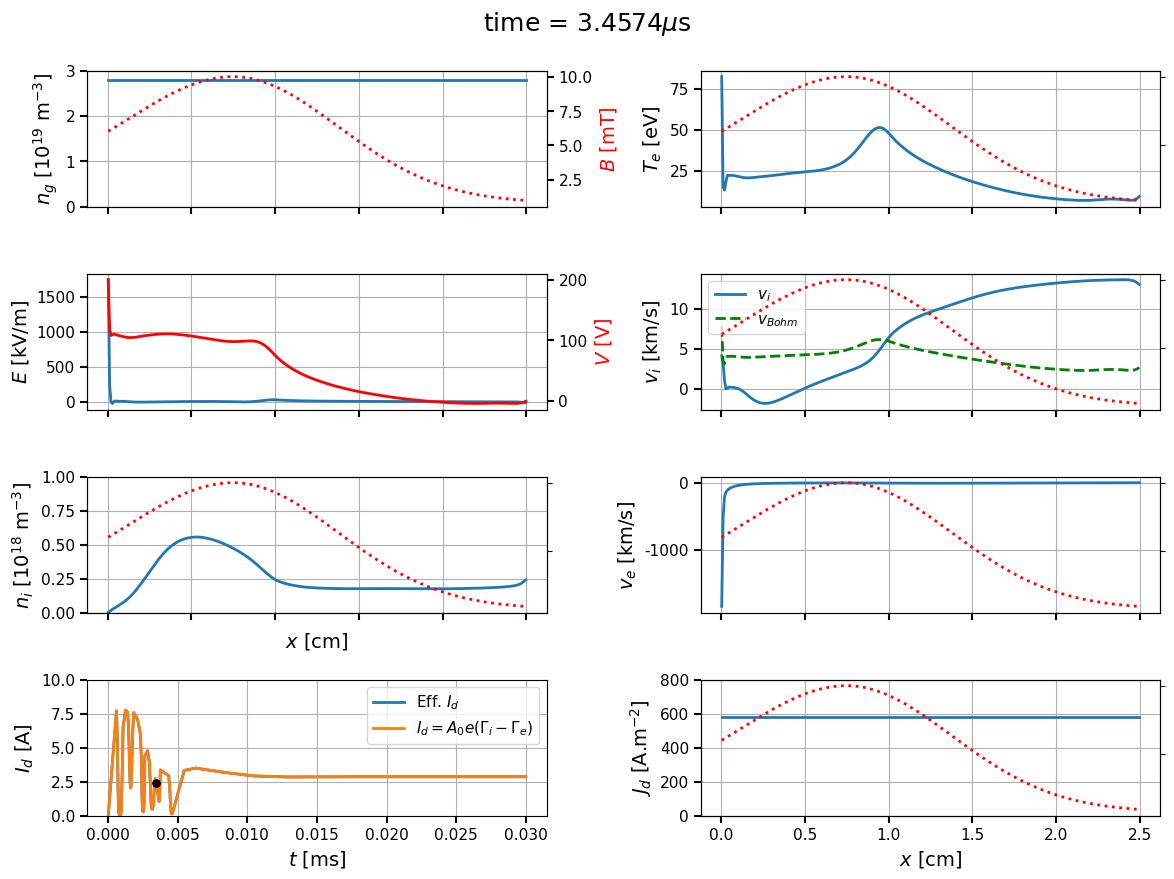 time = 3.4574μs
n_g [10^19 m^−3]
3
2
1
0
10.0
7.5
5.0
2.5
B [mT]
T_e [eV]
75
50
25
E [kV/m]
1500
1000
500
0
200
100
0
V [V]
v_i [km/s]
10
5
0
v_i
v_Bohm
n_i [10^18 m^−3]
1.00
0.75
0.50
0.25
0.00
x [cm]
v_e [km/s]
0
-1000
I_d [A]
10.0
7.5
5.0
2.5
0.0
Eff. I_d
I_d = A_0e(Γ_i − Γ_e)
0.000 0.005 0.010 0.015 0.020 0.025 0.030
t [ms]
J_d [A.m^−2]
800
600
400
200
0
0.0 0.5 1.0 1.5 2.0 2.5
x [cm]